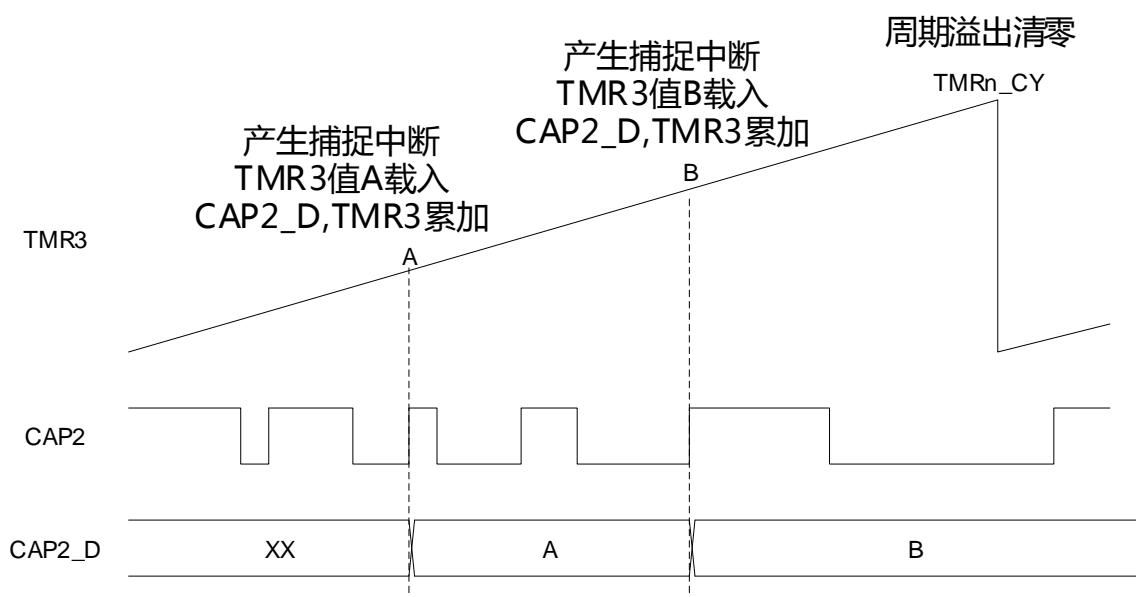 周期溢出清零
TMRn_CY
产生捕捉中断
TMR3值B载入
CAP2_D,TMR3累加
B
产生捕捉中断
TMR3值A载入
CAP2_D,TMR3累加
A
TMR3
CAP2
CAP2_D
XX
A
B